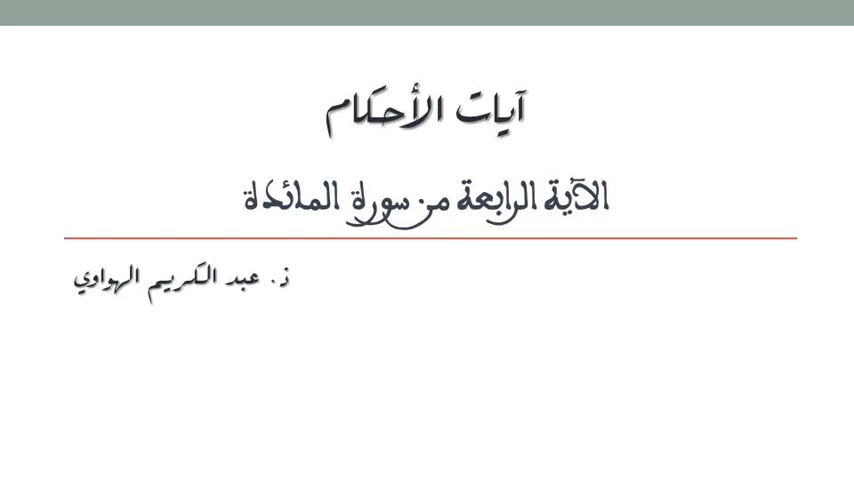 آيات الأحكام
الآية الرابعة من سورة المائدة
ذ. عبد الكريم الهواوي